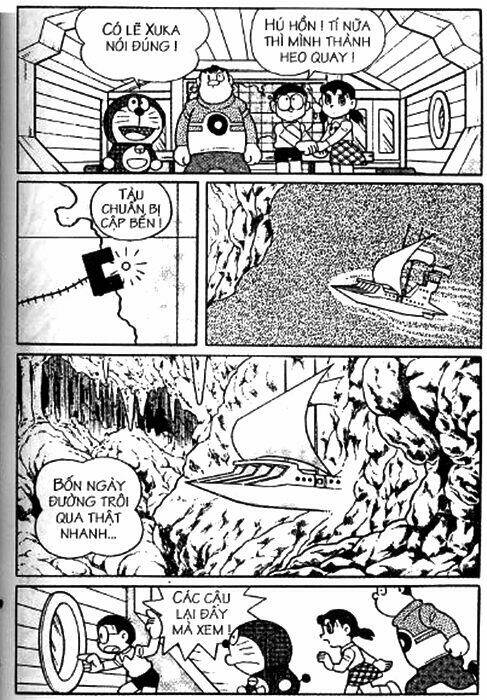 CÓ LẼ XUKA
NÓI ĐÚNG !
HÚ HỒN ! TÍ NỮA
THÌ MÌNH THÀNH
HEO QUAY !
TÀU
CHUẨN BỊ
CẬP BẾN !
BỐN NGÀY
ĐƯỜNG TRÔI
QUA THẬT
NHANH...
CÁC CẬU
LẠI ĐÂY
MÀ XEM !